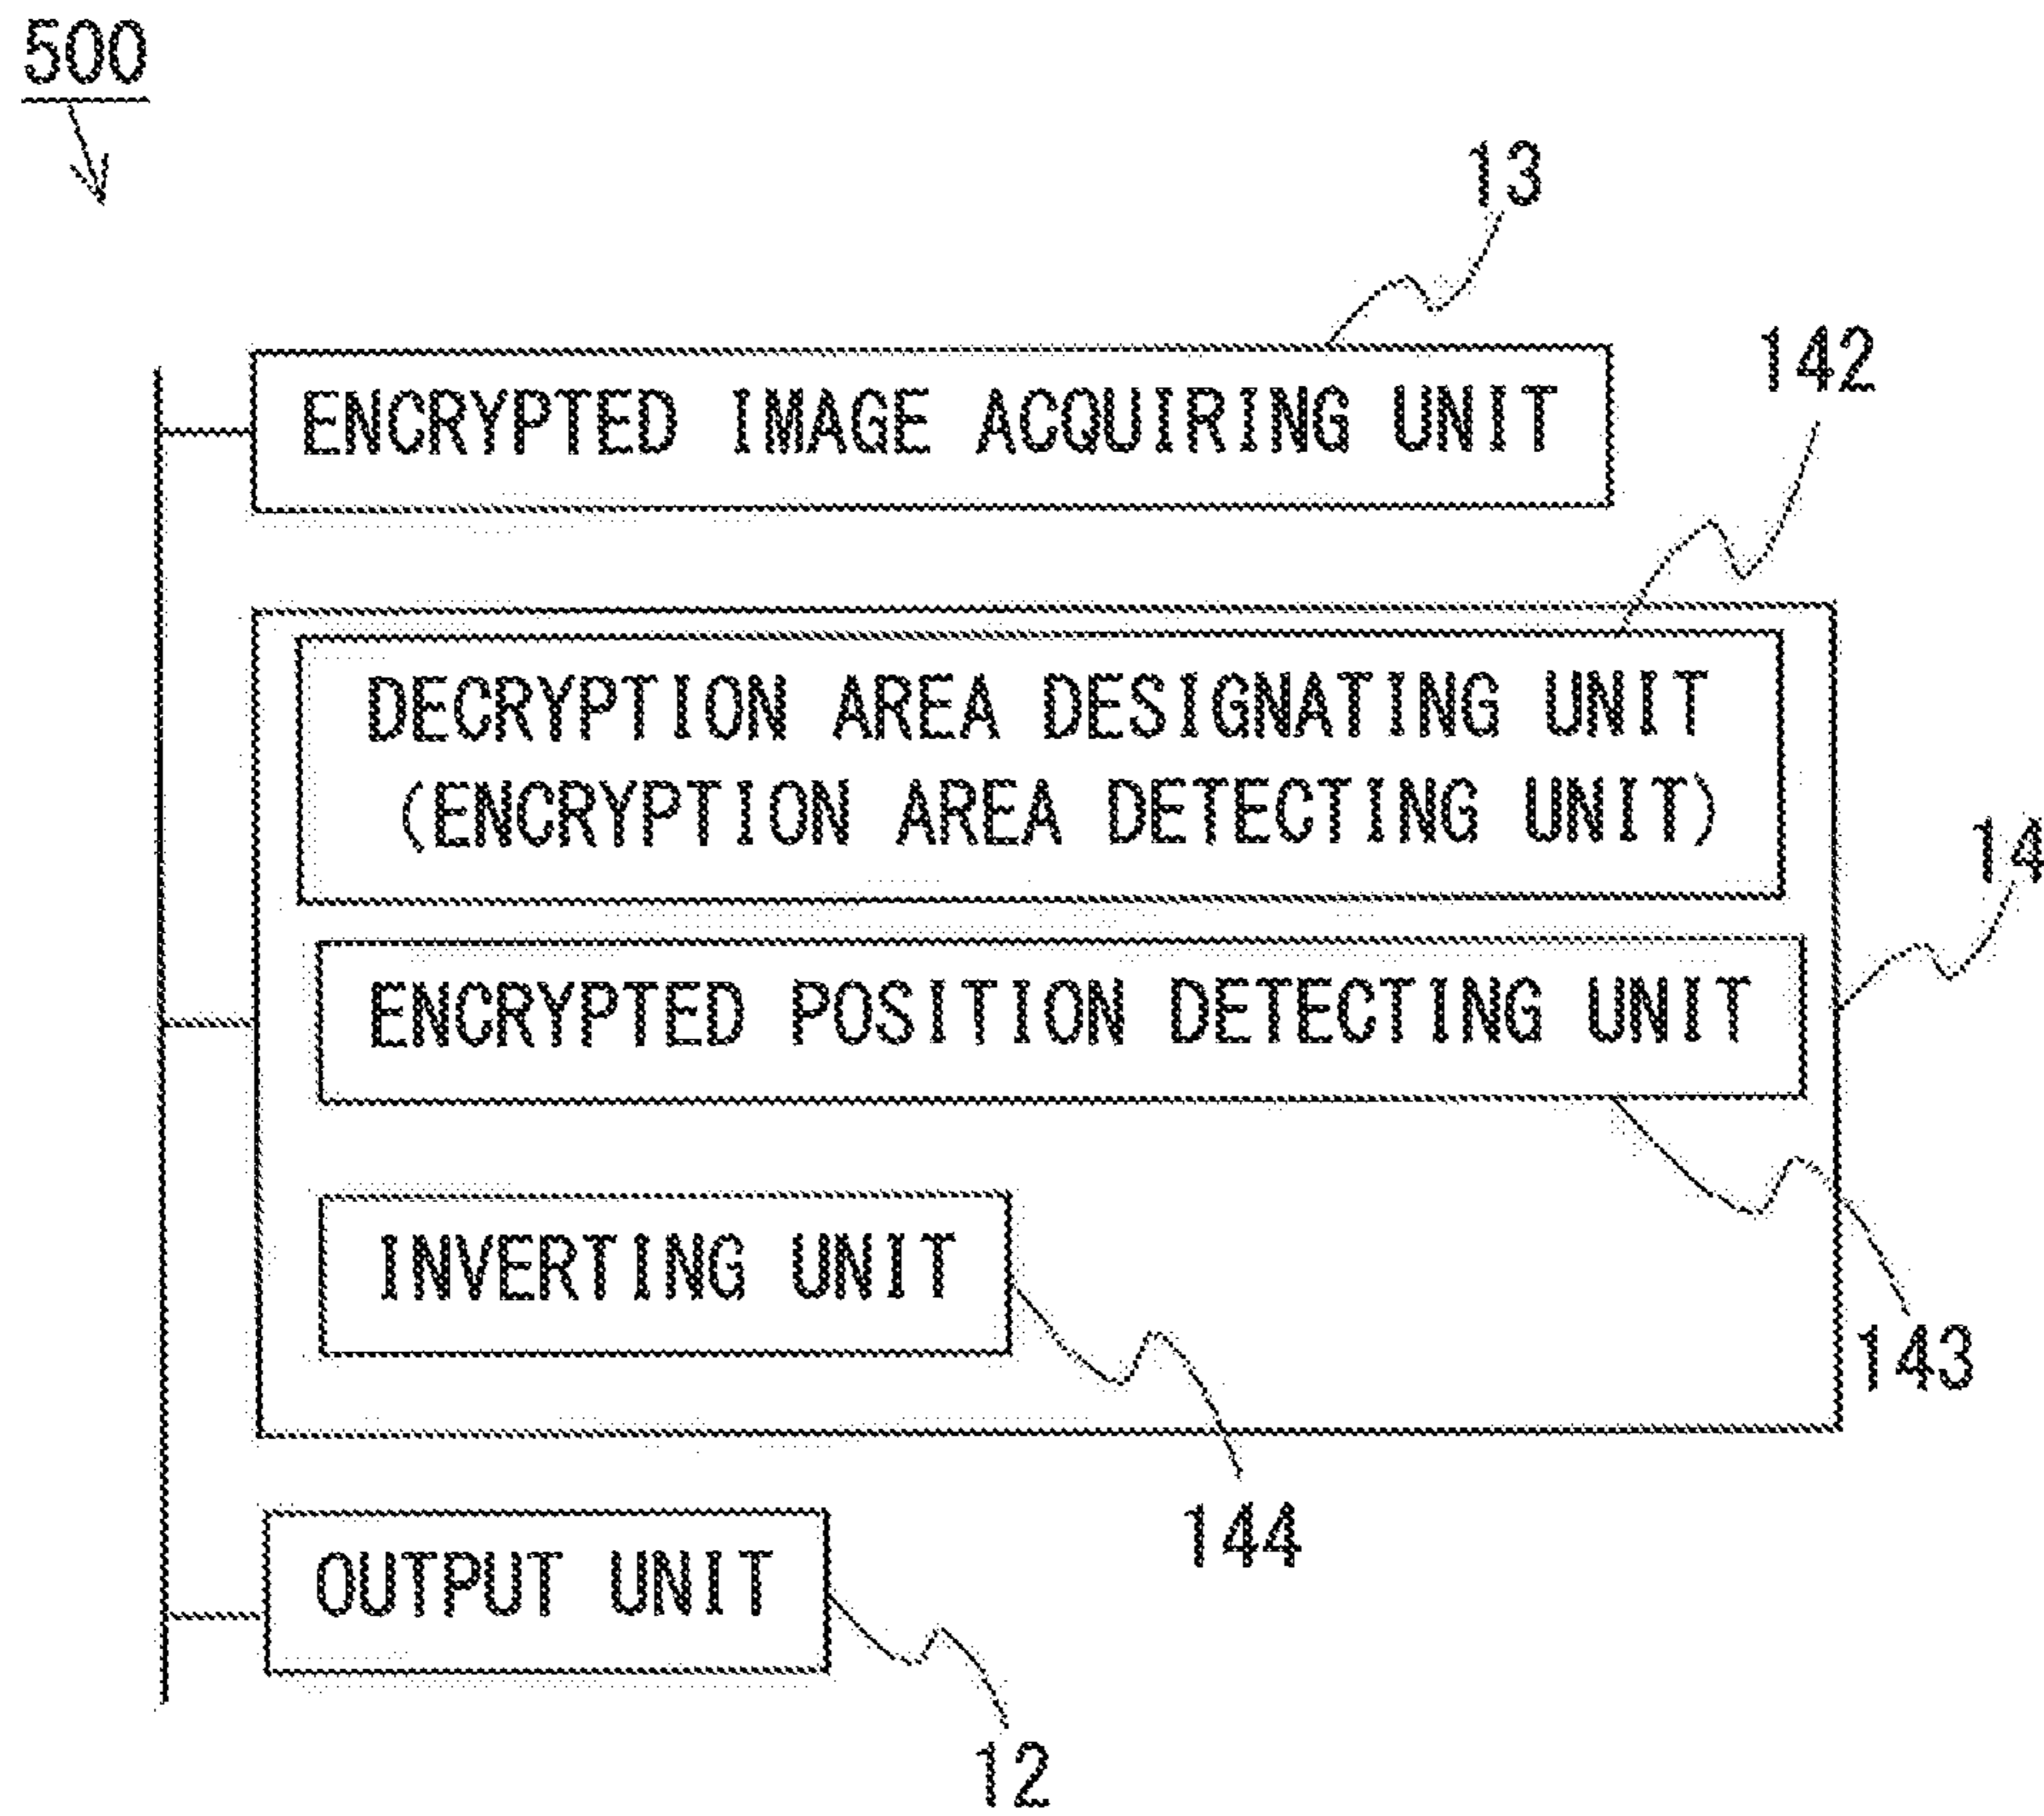 500
13
ENCRYPTED IMAGE ACQUIRING UNIT
142
DECRYPTION AREA DESIGNATING UNIT
(ENCRYPTION AREA DETECTING UNIT)
14
ENCRYPTED POSITION DETECTING UNIT
INVERTING UNIT
143
144
OUTPUT UNIT
12